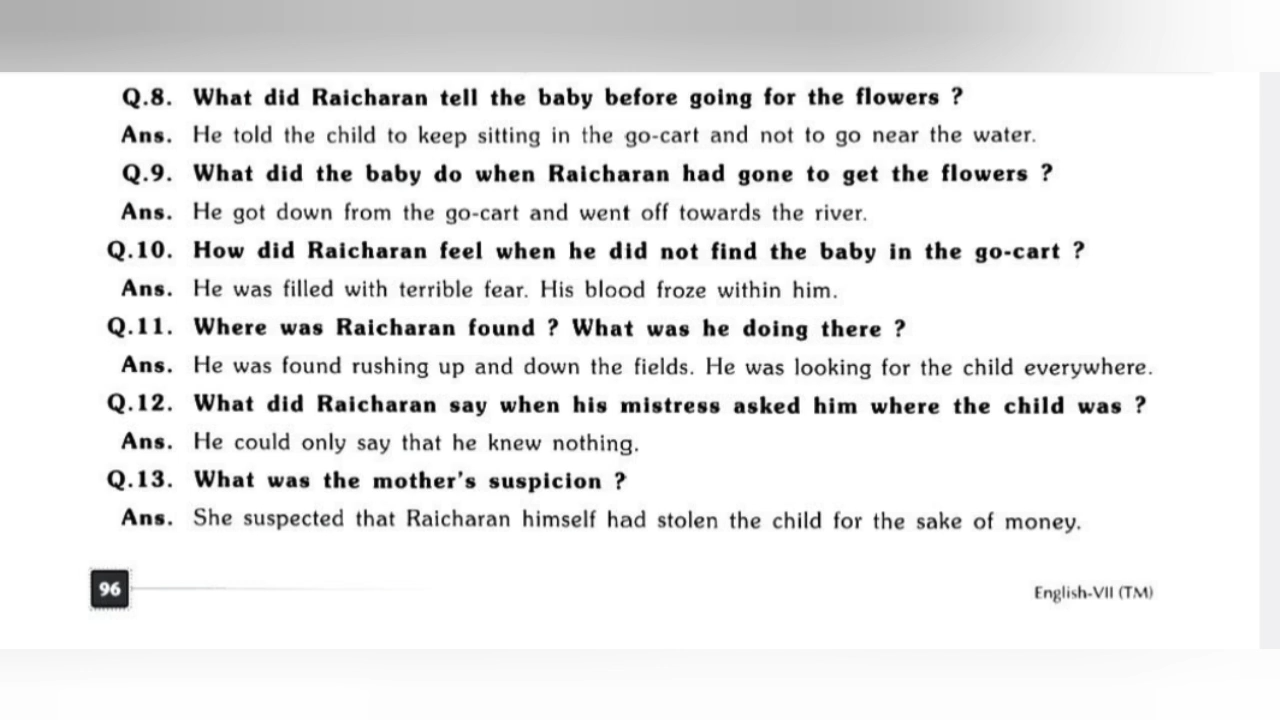 Q.8. What did Raicharan tell the baby before going for the flowers ?
Ans. He told the child to keep sitting in the go-cart and not to go near the water.
Q.9. What did the baby do when Raicharan had gone to get the flowers ?
Ans. He got down from the go-cart and went off towards the river.
Q.10. How did Raicharan feel when he did not find the baby in the go-cart ?
Ans. He was filled with terrible fear. His blood froze within him.
Q.11. Where was Raicharan found ? What was he doing there ?
Ans. He was found rushing up and down the fields. He was looking for the child everywhere.
Q.12. What did Raicharan say when his mistress asked him where the child was ?
Ans. He could only say that he knew nothing.
Q.13. What was the mother's suspicion ?
Ans. She suspected that Raicharan himself had stolen the child for the sake of money.
96 English-VII (TM)